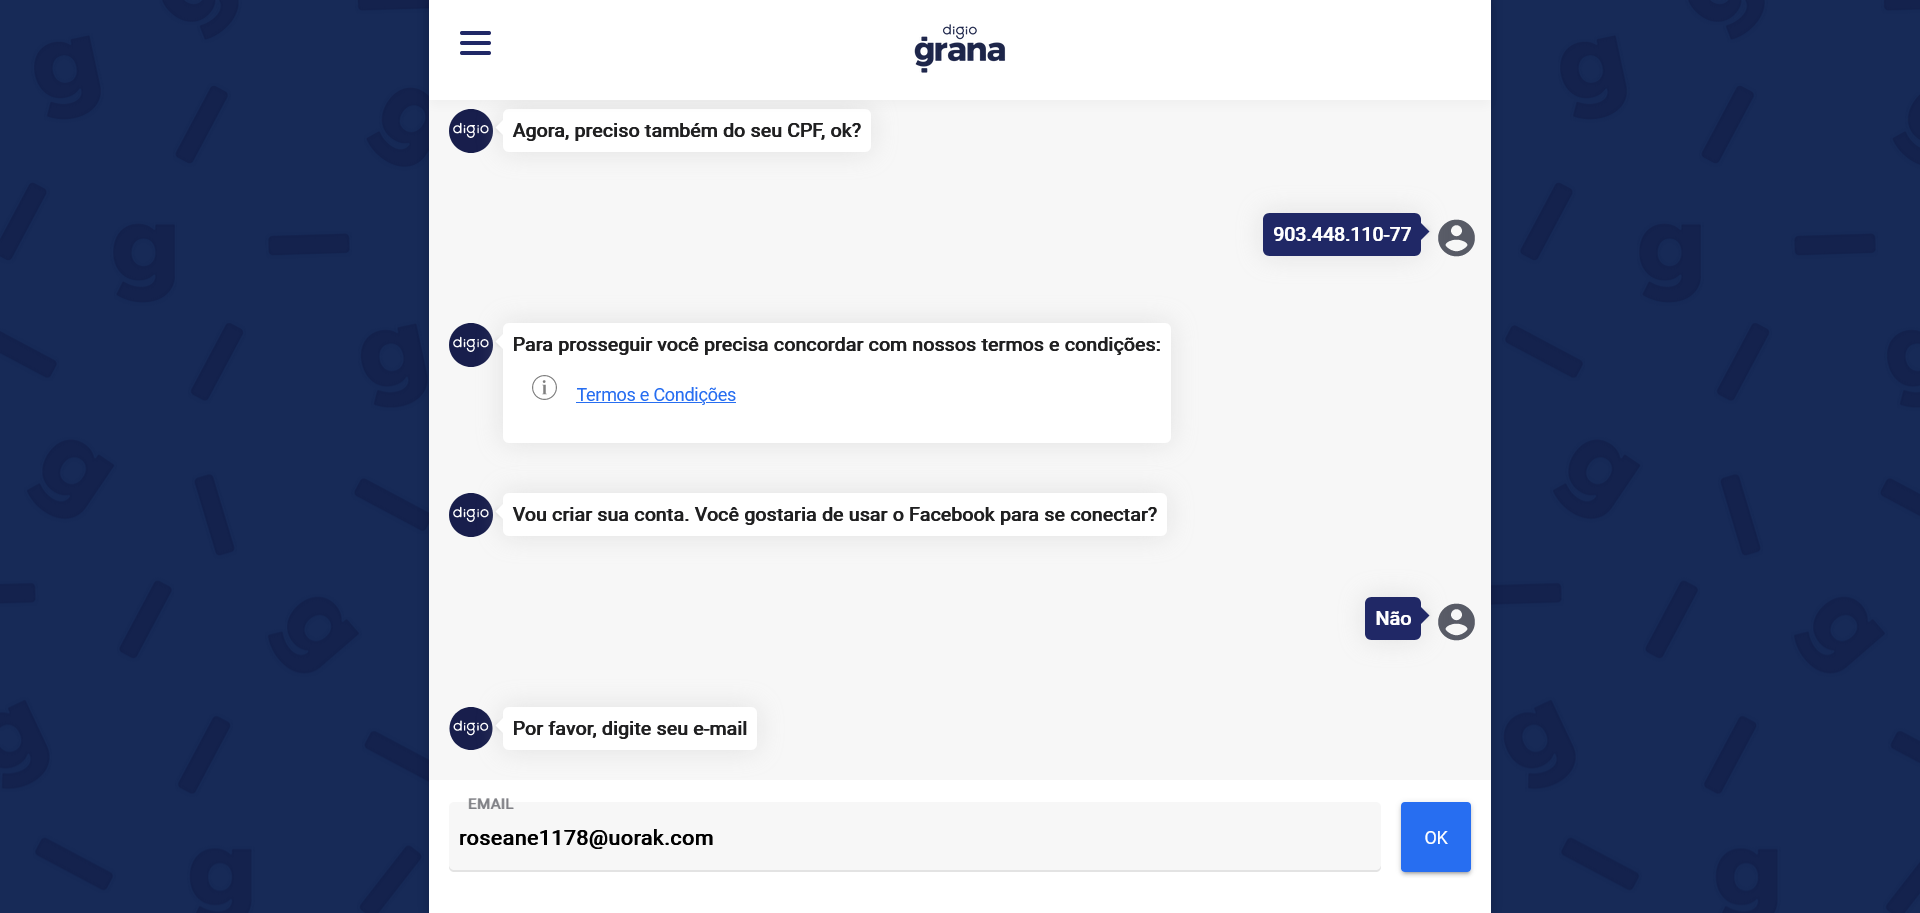 digio
grana
digio
Agora, preciso também do seu CPF, ok?
903.448.110-77
digio
Para prosseguir você precisa concordar com nossos termos e condições:
Termos e Condições
digio
Vou criar sua conta. Você gostaria de usar o Facebook para se conectar?
Não
digio
Por favor, digite seu e-mail
EMAIL
roseane1178@uorak.com
OK